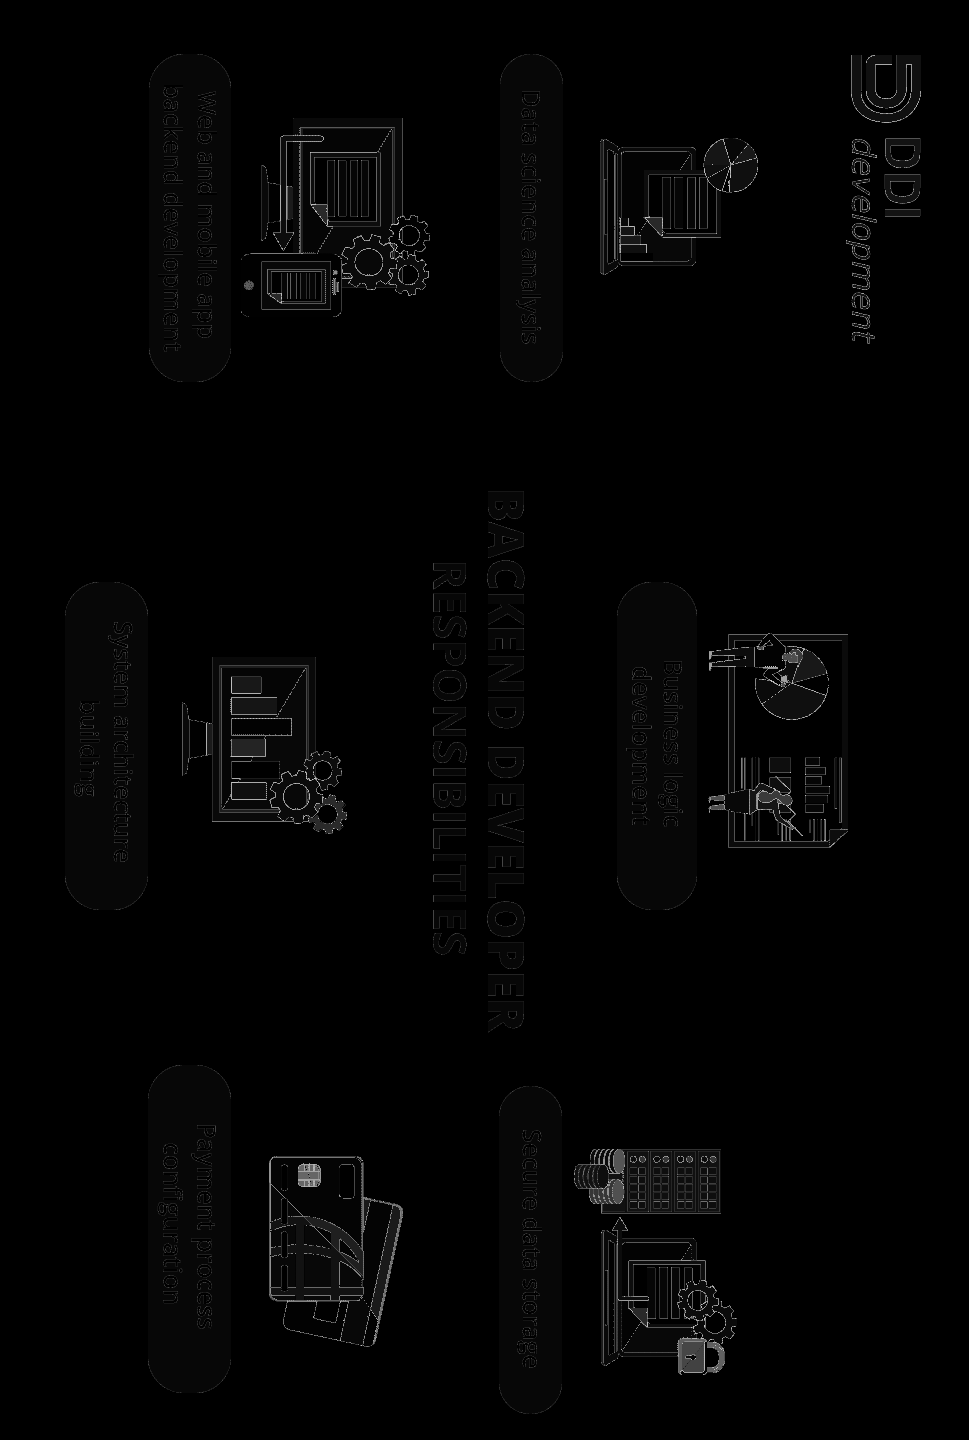 DDI
development
Data science analysis
Business logic
development
Secure data storage
BACKEND DEVELOPER
RESPONSIBILITIES
Web and mobile app
backend development
System architecture
building
Payment process
configuration